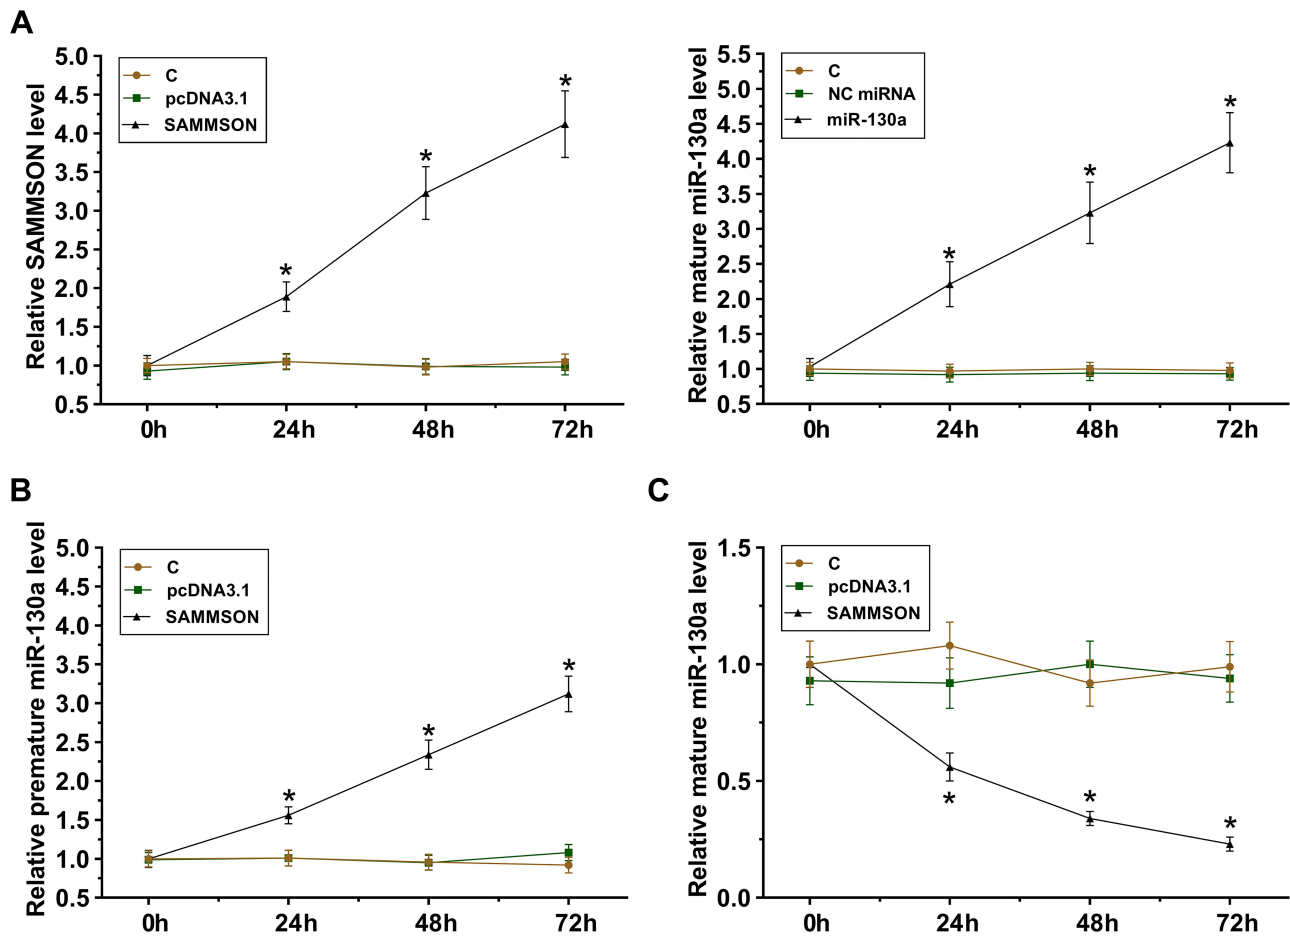 A
Relative SAMMSON level
5.0
4.5
4.0
3.5
3.0
2.5
2.0
1.5
1.0
0.5
C
pcDNA3.1
SAMMSON
*
*
*
0h 24h 48h 72h
Relative mature miR-130a level
5.5
5.0
4.5
4.0
3.5
3.0
2.5
2.0
1.5
1.0
0.5
C
NC miRNA
miR-130a
*
*
*
0h 24h 48h 72h
B
Relative premature miR-130a level
5.0
4.5
4.0
3.5
3.0
2.5
2.0
1.5
1.0
0.5
C
pcDNA3.1
SAMMSON
*
*
*
0h 24h 48h 72h
C
Relative mature miR-130a level
1.5
1.0
0.5
0.0
C
pcDNA3.1
SAMMSON
*
*
*
0h 24h 48h 72h